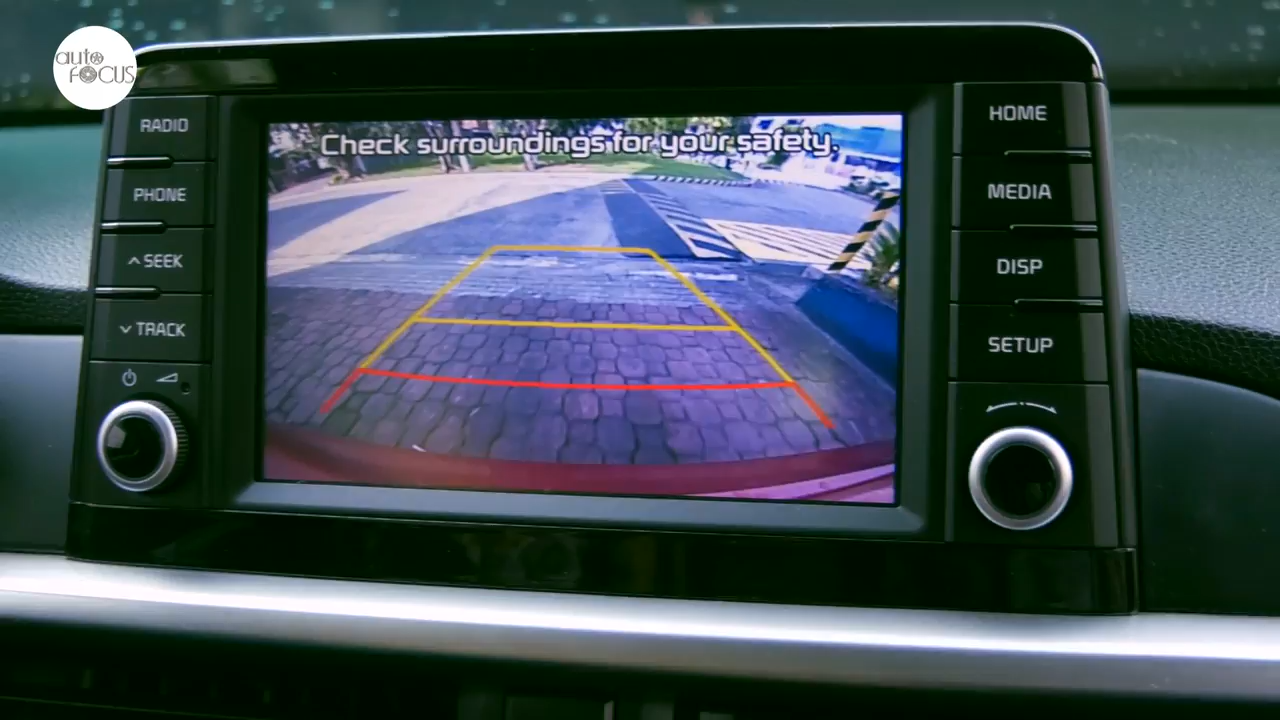 auto
FOCUS
RADIO
PHONE
SEEK
TRACK
Check surroundings for your safety.
HOME
MEDIA
DISP
SETUP